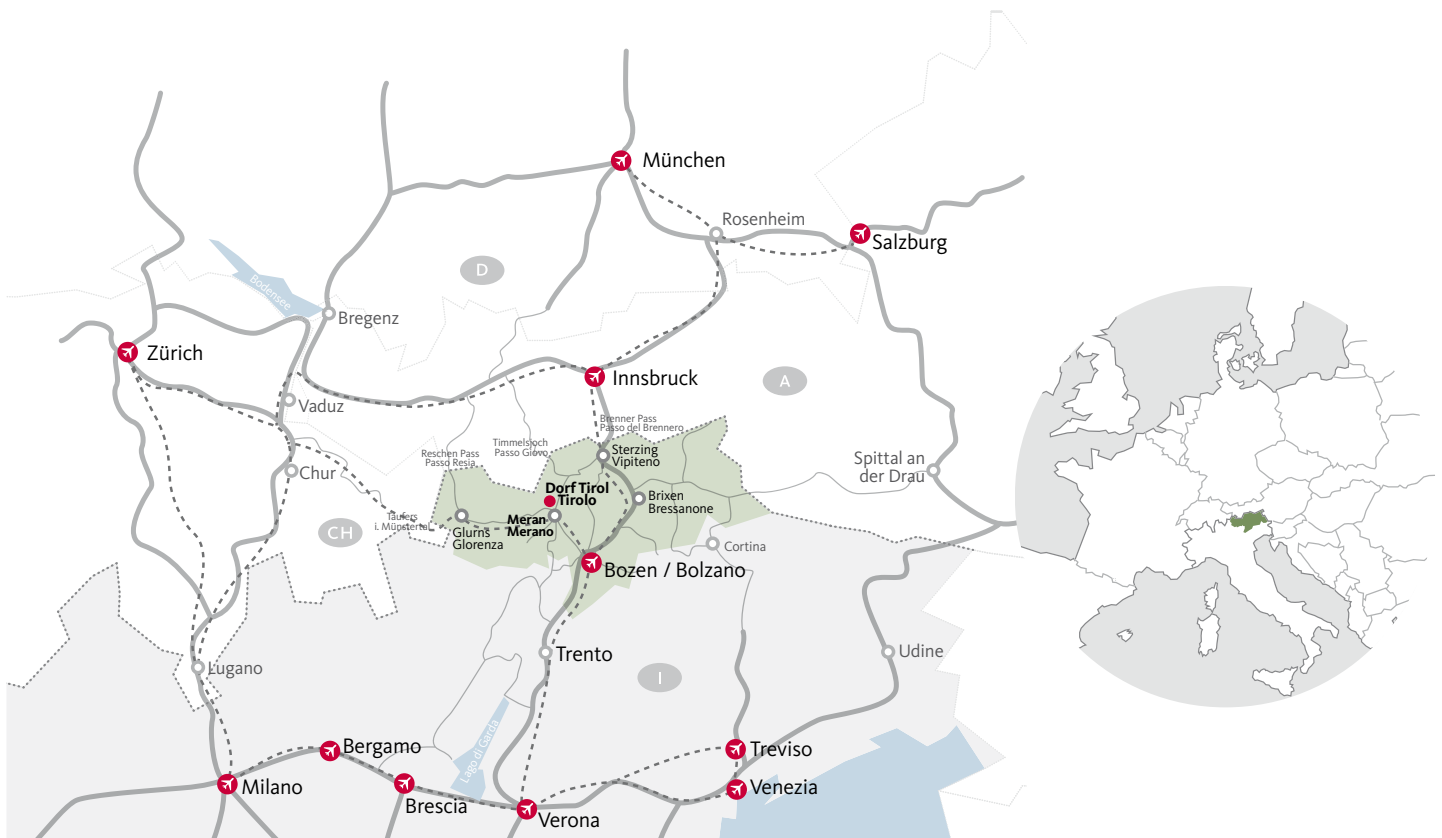 München
Rosenheim
Salzburg
D
Bodensee
Bregenz
Zürich
Innsbruck
A
Vaduz
Brenner Pass
Passo del Brennero
Timmelsjoch
Passo Giovo
Reschen Pass
Passo Resia
Sterzing
Vipiteno
Spittal an
der Drau
Chur
Dorf Tirol
Tirolo
Brixen
Bressanone
Meran
Merano
Taufers
i. Münstertal
Glurns
Glorenza
CH
Cortina
Bozen / Bolzano
Trento
Udine
Lugano
I
Lago di Garda
Bergamo
Treviso
Milano
Brescia
Venezia
Verona